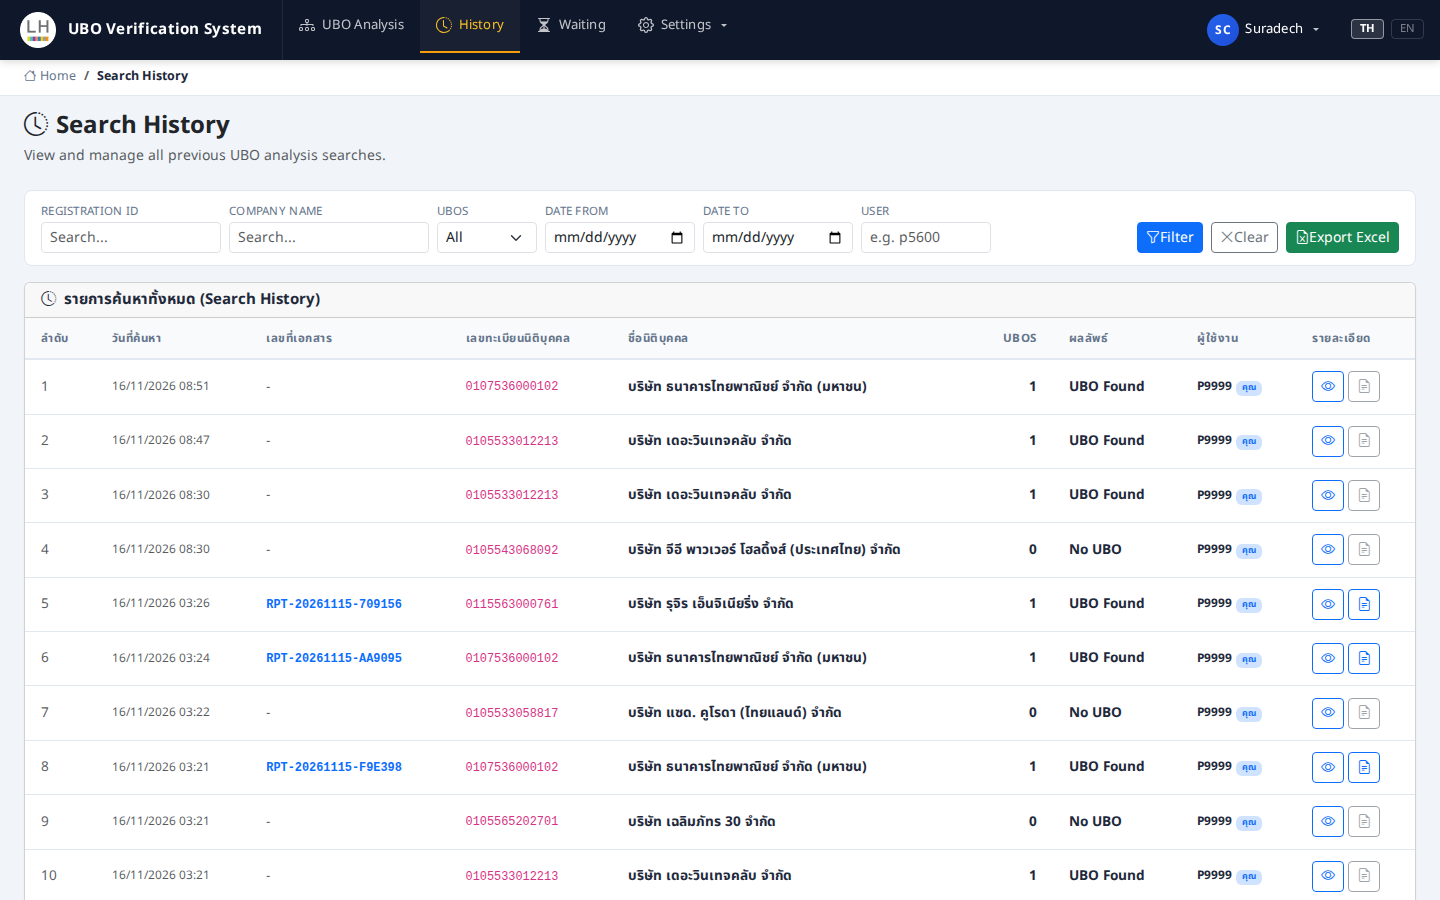 LH UBO Verification System UBO Analysis History Waiting Settings SC Suradech TH EN
Home / Search History
Search History
View and manage all previous UBO analysis searches.
REGISTRATION ID COMPANY NAME UBOS DATE FROM DATE TO USER
Search... Search... All mm/dd/yyyy mm/dd/yyyy e.g. p5600 Filter Clear Export Excel
รายการค้นหาทั้งหมด (Search History)
ลำดับ วันที่ค้นหา เลขที่เอกสาร เลขทะเบียนนิติบุคคล ชื่อนิติบุคคล UBOS ผลลัพธ์ ผู้ใช้งาน รายละเอียด
1 16/11/2026 08:51 - 0107536000102 บริษัท ธนาคารไทยพาณิชย์ จำกัด (มหาชน) 1 UBO Found P9999 คุณ
2 16/11/2026 08:47 - 0105533012213 บริษัท เดอะวินเทจคลับ จำกัด 1 UBO Found P9999 คุณ
3 16/11/2026 08:30 - 0105533012213 บริษัท เดอะวินเทจคลับ จำกัด 1 UBO Found P9999 คุณ
4 16/11/2026 08:30 - 0105543068092 บริษัท จีอี พาวเวอร์ โฮลดิ้งส์ (ประเทศไทย) จำกัด 0 No UBO P9999 คุณ
5 16/11/2026 03:26 RPT-20261115-709156 0115563000761 บริษัท รุจิร เอ็นจิเนียริ่ง จำกัด 1 UBO Found P9999 คุณ
6 16/11/2026 03:24 RPT-20261115-AA9095 0107536000102 บริษัท ธนาคารไทยพาณิชย์ จำกัด (มหาชน) 1 UBO Found P9999 คุณ
7 16/11/2026 03:22 - 0105533058817 บริษัท แซด. คูโรดา (ไทยแลนด์) จำกัด 0 No UBO P9999 คุณ
8 16/11/2026 03:21 RPT-20261115-F9E398 0107536000102 บริษัท ธนาคารไทยพาณิชย์ จำกัด (มหาชน) 1 UBO Found P9999 คุณ
9 16/11/2026 03:21 - 0105565202701 บริษัท เฉลิมภัทร 30 จำกัด 0 No UBO P9999 คุณ
10 16/11/2026 03:21 - 0105533012213 บริษัท เดอะวินเทจคลับ จำกัด 1 UBO Found P9999 คุณ